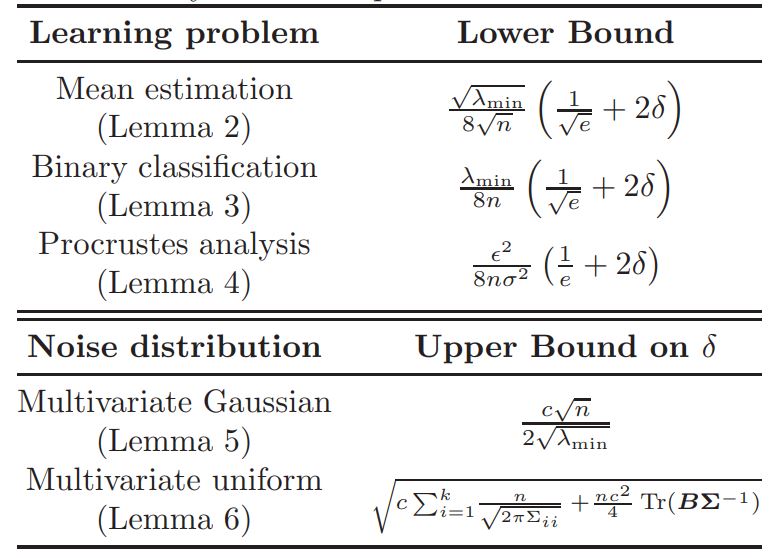 Learning problem Lower Bound
Mean estimation
(Lemma 2) $\frac{\sqrt{\lambda_{\min}}}{8\sqrt{n}} \left( \frac{1}{\sqrt{e}} + 2\delta \right)$
Binary classification
(Lemma 3) $\frac{\lambda_{\min}}{8n} \left( \frac{1}{\sqrt{e}} + 2\delta \right)$
Procrustes analysis
(Lemma 4) $\frac{\epsilon^2}{8n\sigma^2} \left( \frac{1}{e} + 2\delta \right)$
Noise distribution Upper Bound on $\delta$
Multivariate Gaussian
(Lemma 5) $\frac{c\sqrt{n}}{2\sqrt{\lambda_{\min}}}$
Multivariate uniform
(Lemma 6) $\sqrt{c \sum_{i=1}^{k} \frac{n}{\sqrt{2\pi\Sigma_{ii}}} + \frac{nc^2}{4} \operatorname{Tr}(\boldsymbol{B\Sigma}^{-1})}$